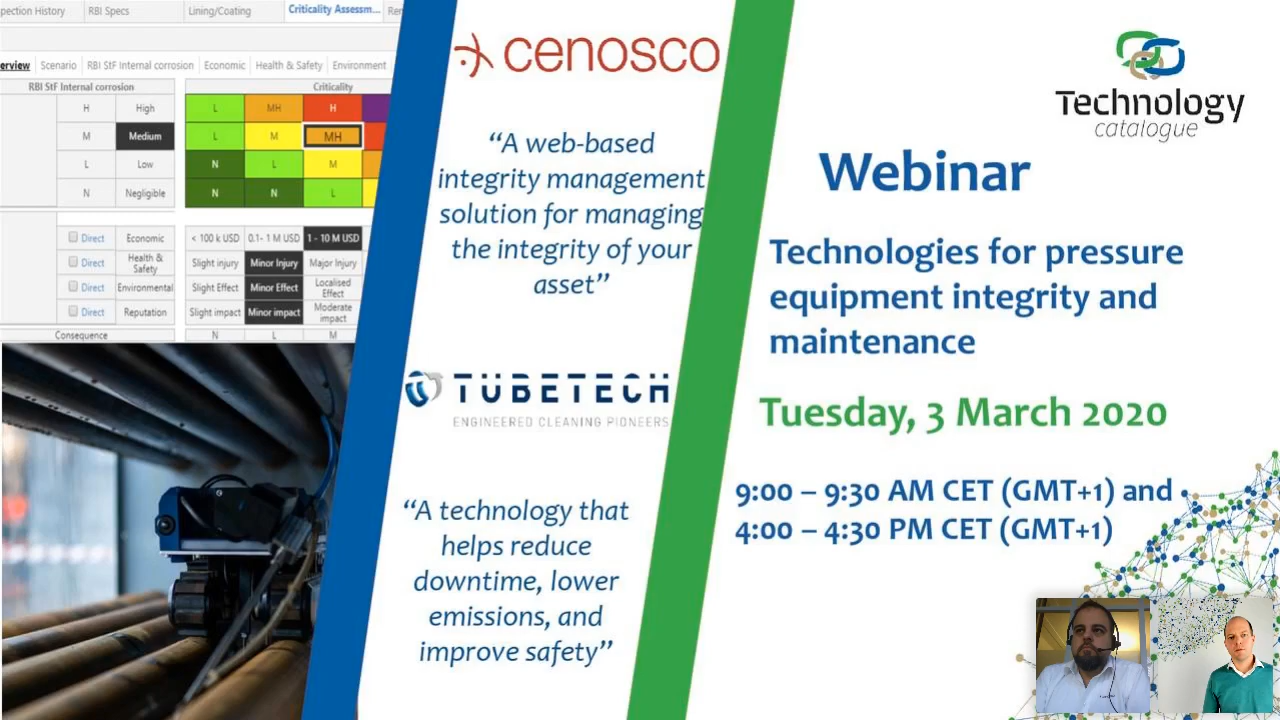 pection History RBI Specs Lining/Coating Criticality Assessm... Ren
erview Scenario RBI StF Internal corrosion Economic Health & Safety Environment
RBI StF Internal corrosion Criticality
H High L MH H
M Medium L M MH
L Low N L M
N Negligible N N L
Direct Economic < 100 k USD 0.1- 1 M USD 1 - 10 M USD
Direct Health & Safety Slight injury Minor Injury Major Injury
Direct Environmental Slight Effect Minor Effect Localised Effect
Direct Reputation Slight impact Minor impact Moderate impact
Consequence N L M
cenosco
“A web-based
integrity management
solution for managing
the integrity of your
asset”
TUBETECH
ENGINEERED CLEANING PIONEERS
“A technology that
helps reduce
downtime, lower
emissions, and
improve safety”
Technology
catalogue
Webinar
Technologies for pressure
equipment integrity and
maintenance
Tuesday, 3 March 2020
9:00 – 9:30 AM CET (GMT+1) and
4:00 – 4:30 PM CET (GMT+1)